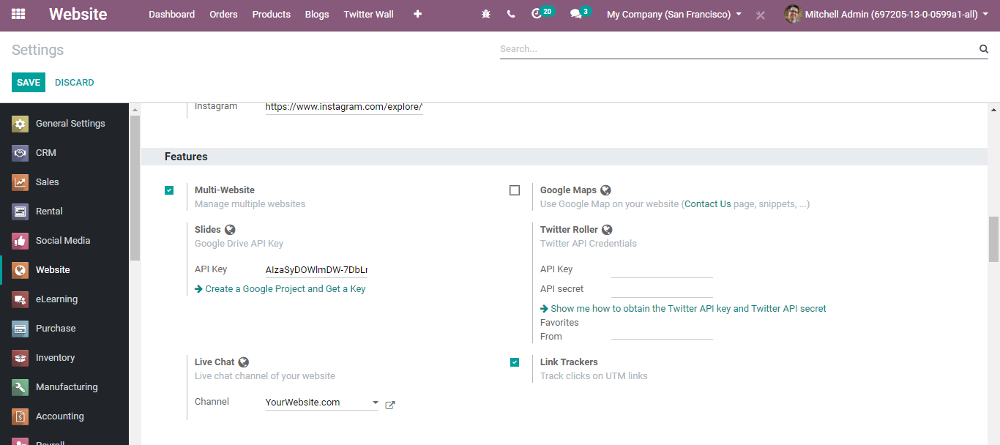 Website Dashboard Orders Products Blogs Twitter Wall 20 3 My Company (San Francisco) Mitchell Admin (697205-13-0-0599a1-all)
Settings Search...
SAVE DISCARD
General Settings
CRM
Sales
Rental
Social Media
Website
eLearning
Purchase
Inventory
Manufacturing
Accounting
Payroll
Instagram https://www.instagram.com/explore/
Features
Multi-Website
Manage multiple websites
Google Maps
Use Google Map on your website (Contact Us page, snippets, ...)
Slides
Google Drive API Key
API Key AIzaSyDOWlmDW-7DbLr
Create a Google Project and Get a Key
Twitter Roller
Twitter API Credentials
API Key
API secret
Show me how to obtain the Twitter API key and Twitter API secret
Favorites
From
Live Chat
Live chat channel of your website
Channel YourWebsite.com
Link Trackers
Track clicks on UTM links